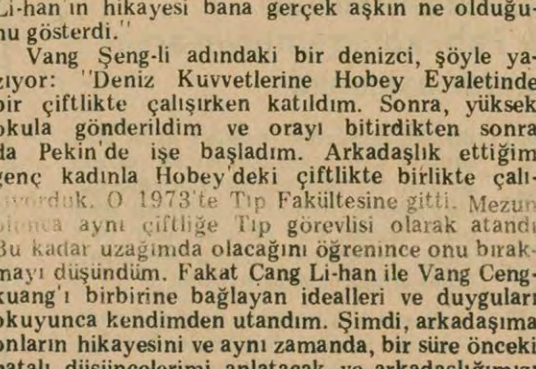 Li-han'ın hikayesi bana gerçek aşkın ne olduğu-
nu gösterdi."
Vang Şeng-li adındaki bir denizci, şöyle ya-
zıyor: "Deniz Kuvvetlerine Hobey Eyaletinde
bir çiftlikte çalışırken katıldım. Sonra, yüksek
okula gönderildim ve orayı bitirdikten sonra
da Pekin'de işe başladım. Arkadaşlık ettiğim
genç kadınla Hobey'deki çiftlikte birlikte çalı-
şıyorduk. O 1973'te Tıp Fakültesine gitti. Mezun
olunca aynı çiftliğe Tıp görevlisi olarak atandı
Bu kadar uzağımda olacağını öğrenince onu bırak-
mayı düşündüm. Fakat Çang Li-han ile Vang Ceng-
kuang'ı birbirine bağlayan idealleri ve duyguları
okuyunca kendimden utandım. Şimdi, arkadaşıma
onların hikayesini ve aynı zamanda, bir süre önceki
hatalı düşüncelerimi anlatacak ve arkadaşlığımızı